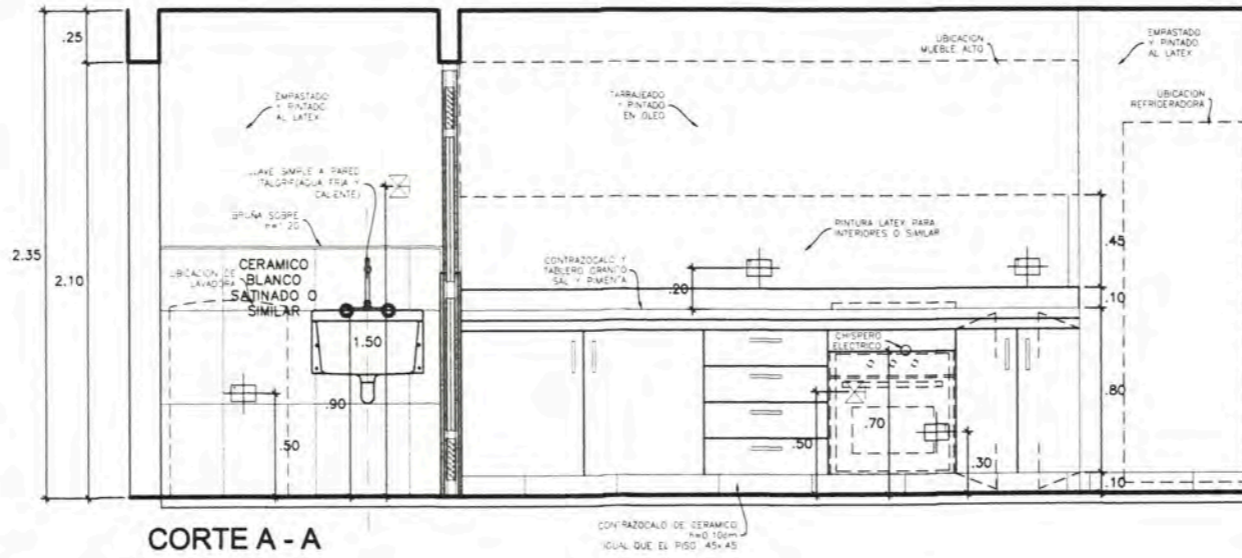 .25
2.35
2.10
EMPASTADO
Y PINTADO
AL LATEX
SIMPLE A PARED
(AGUA FRIA Y
CALIENTE)
BRUÑA SOBRE
UBICACION DE
LAVADORA
CERAMICO
BLANCO
SATINADO O
SIMILAR
1.50
.90
.50
TARRAJEADO
Y PINTADO
EN OLEO
UBICACION
MUEBLE ALTO
EMPASTADO
Y PINTADO
AL LATEX
UBICACION
REFRIGERADORA
PINTURA LATEX PARA
INTERIORES O SIMILAR
CONTRAZOCALO Y
TABLERO GRANITO
SAL Y PIMIENTA
.20
.45
.10
CHISPERO
ELECTRICO
.80
.50
.70
.30
.10
CONTRAZOCALO DE CERAMICO
h=0.10cm
IGUAL QUE EL PISO .45x.45
CORTE A - A